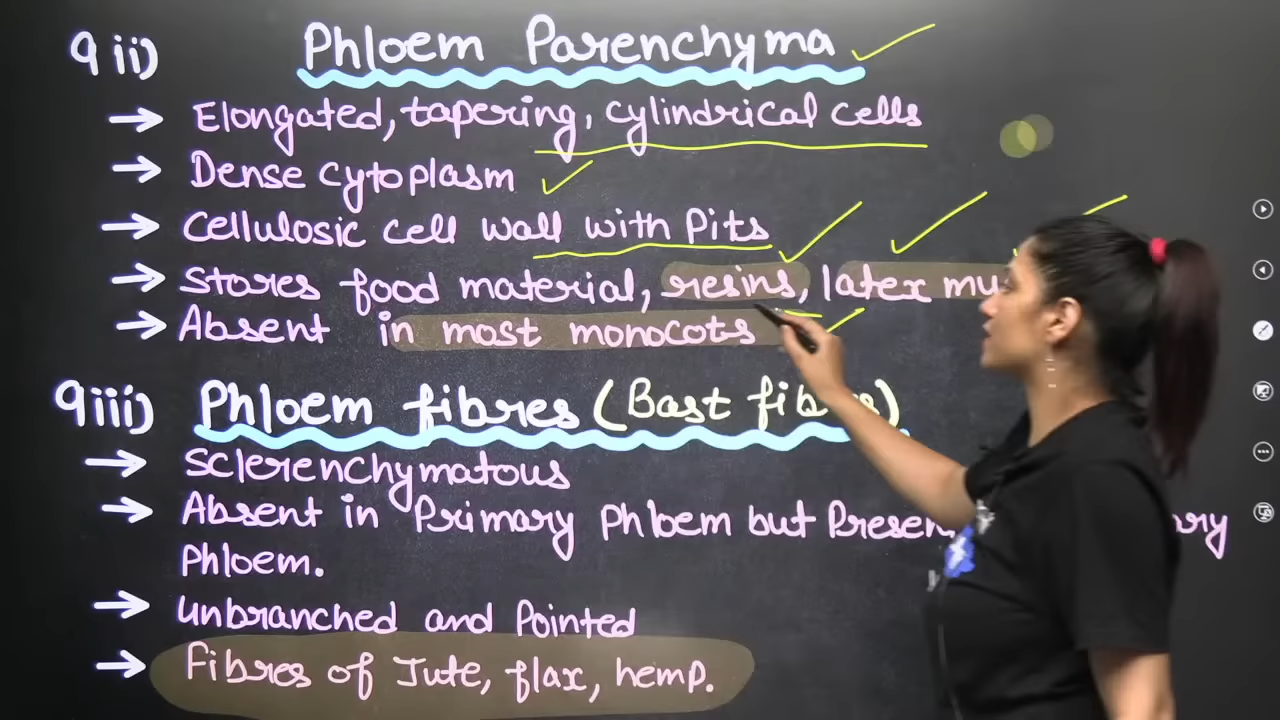 9 ii) Phloem Parenchyma
→ Elongated, tapering, cylindrical cells
→ Dense cytoplasm
→ Cellulosic cell wall with Pits
→ Stores food material, resins, latex
→ Absent in most monocots
9 iii) Phloem fibres (Bast fibres)
→ Sclerenchymatous
→ Absent in Primary Phloem but
Phloem.
→ Unbranched and Pointed
→ Fibres of Jute, flax, hemp.